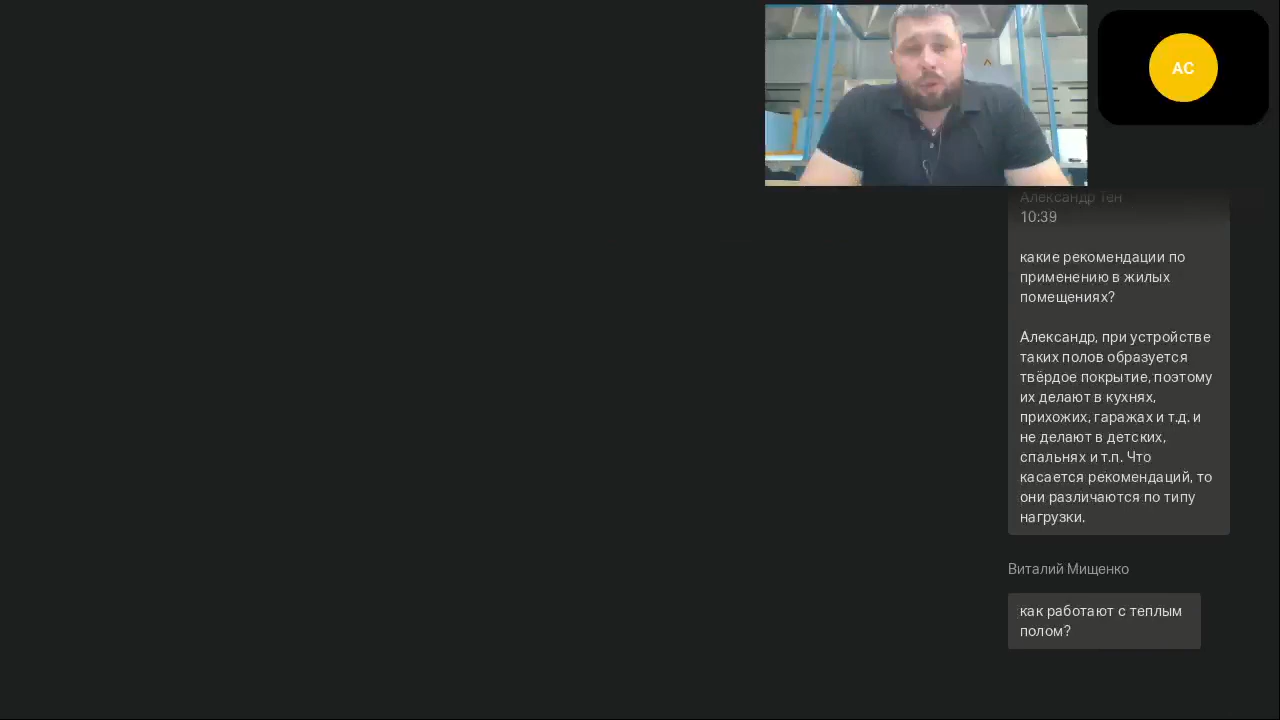 АС
Александр Тен
10:39
какие рекомендации по
применению в жилых
помещениях?
Александр, при устройстве
таких полов образуется
твёрдое покрытие, поэтому
их делают в кухнях,
прихожих, гаражах и т.д. и
не делают в детских,
спальнях и т.п. Что
касается рекомендаций, то
они различаются по типу
нагрузки.
Виталий Мищенко
как работают с теплым
полом?